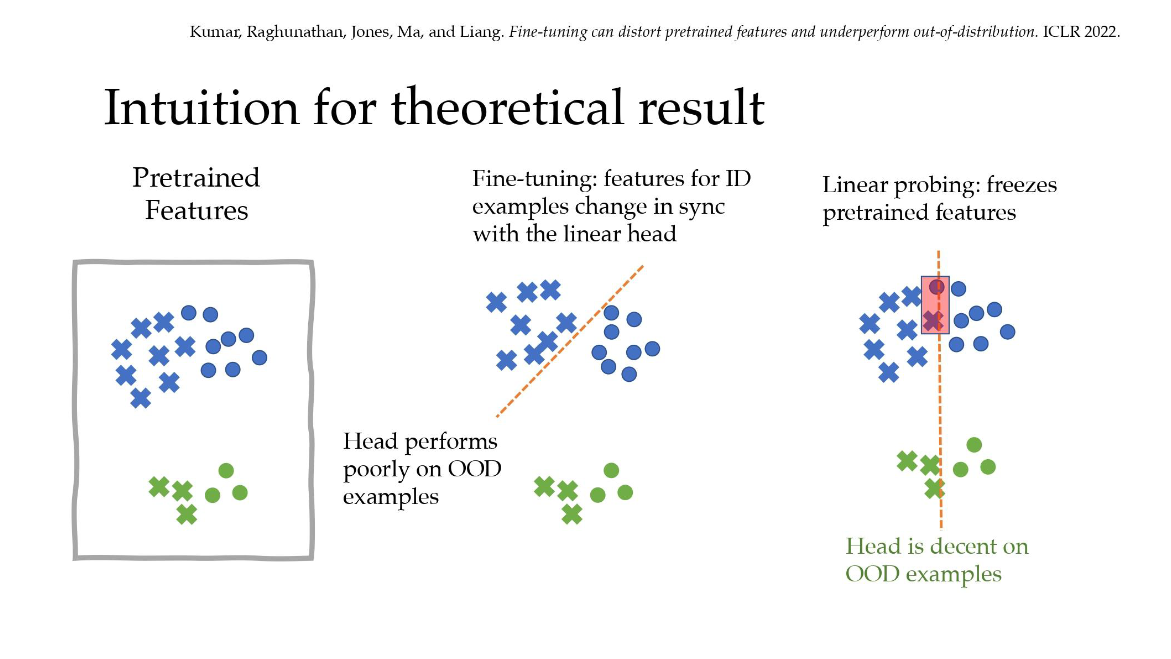 Kumar, Raghunathan, Jones, Ma, and Liang. Fine-tuning can distort pretrained features and underperform out-of-distribution. ICLR 2022.
Intuition for theoretical result
Pretrained
Features
Fine-tuning: features for ID
examples change in sync
with the linear head
Linear probing: freezes
pretrained features
Head performs
poorly on OOD
examples
Head is decent on
OOD examples